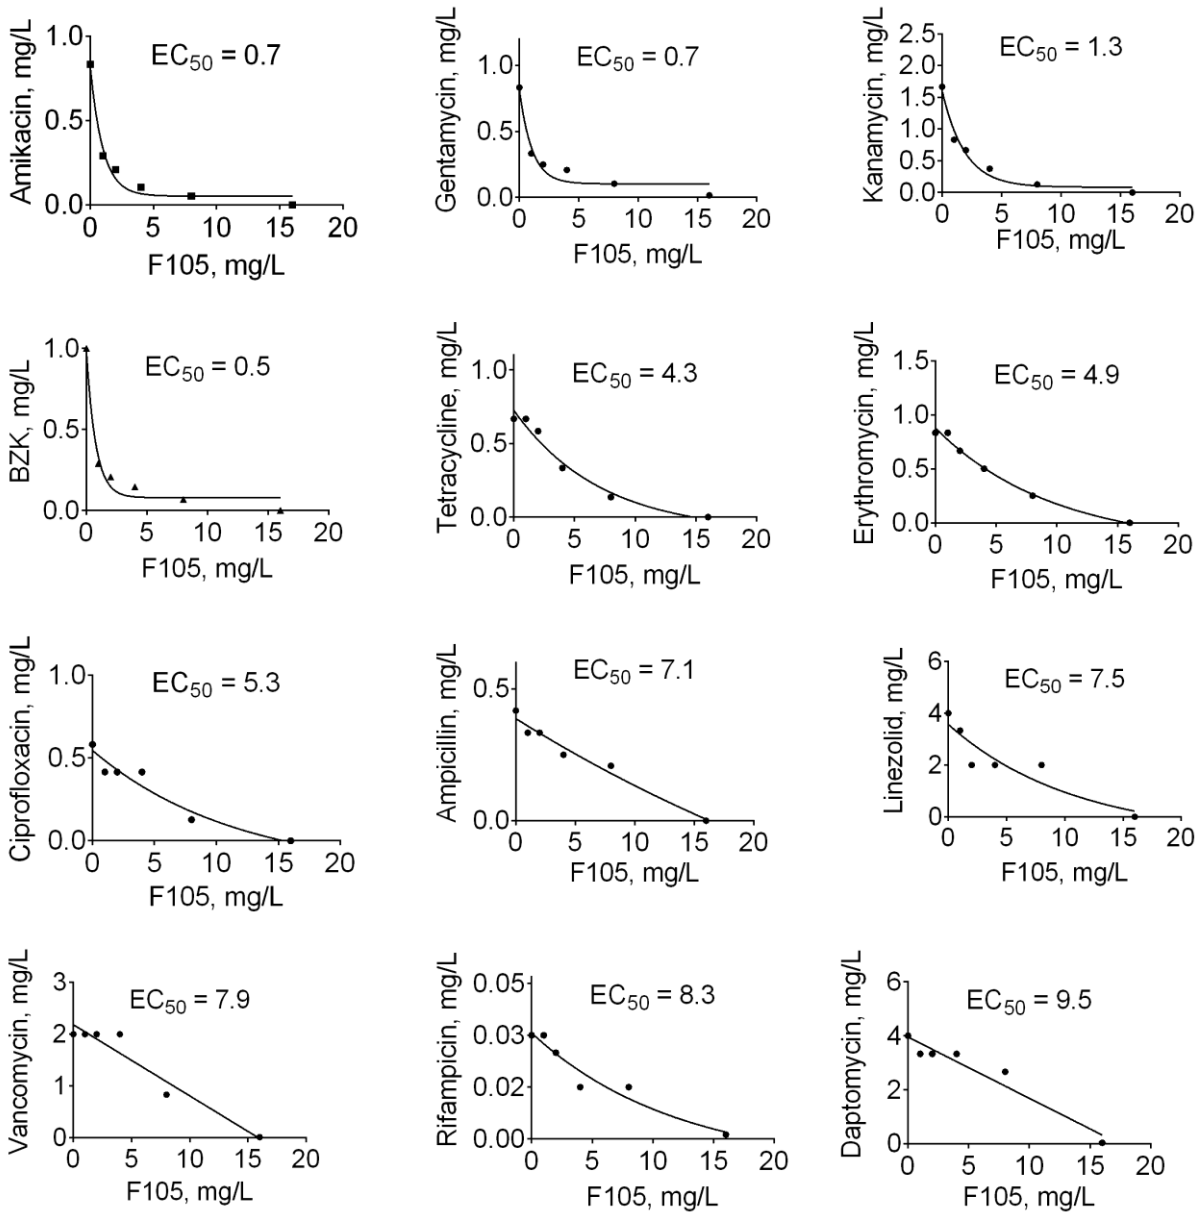 Amikacin, mg/L
1.0
0.5
0.0
EC50 = 0.7
0 5 10 15 20
F105, mg/L
Gentamycin, mg/L
1.0
0.5
0.0
EC50 = 0.7
0 5 10 15 20
F105, mg/L
Kanamycin, mg/L
2.5
2.0
1.5
1.0
0.5
0.0
EC50 = 1.3
0 5 10 15 20
F105, mg/L
BZK, mg/L
1.0
0.5
0.0
EC50 = 0.5
0 5 10 15 20
F105, mg/L
Tetracycline, mg/L
1.0
0.5
0.0
EC50 = 4.3
0 5 10 15 20
F105, mg/L
Erythromycin, mg/L
1.5
1.0
0.5
0.0
EC50 = 4.9
0 5 10 15 20
F105, mg/L
Ciprofloxacin, mg/L
1.0
0.5
0.0
EC50 = 5.3
0 5 10 15 20
F105, mg/L
Ampicillin, mg/L
0.5
0.0
EC50 = 7.1
0 5 10 15 20
F105, mg/L
Linezolid, mg/L
6
4
2
0
EC50 = 7.5
0 5 10 15 20
F105, mg/L
Vancomycin, mg/L
3
2
1
0
EC50 = 7.9
0 5 10 15 20
F105, mg/L
Rifampicin, mg/L
0.05
0.03
0.02
0.00
EC50 = 8.3
0 5 10 15 20
F105, mg/L
Daptomycin, mg/L
6
4
2
0
EC50 = 9.5
0 5 10 15 20
F105, mg/L